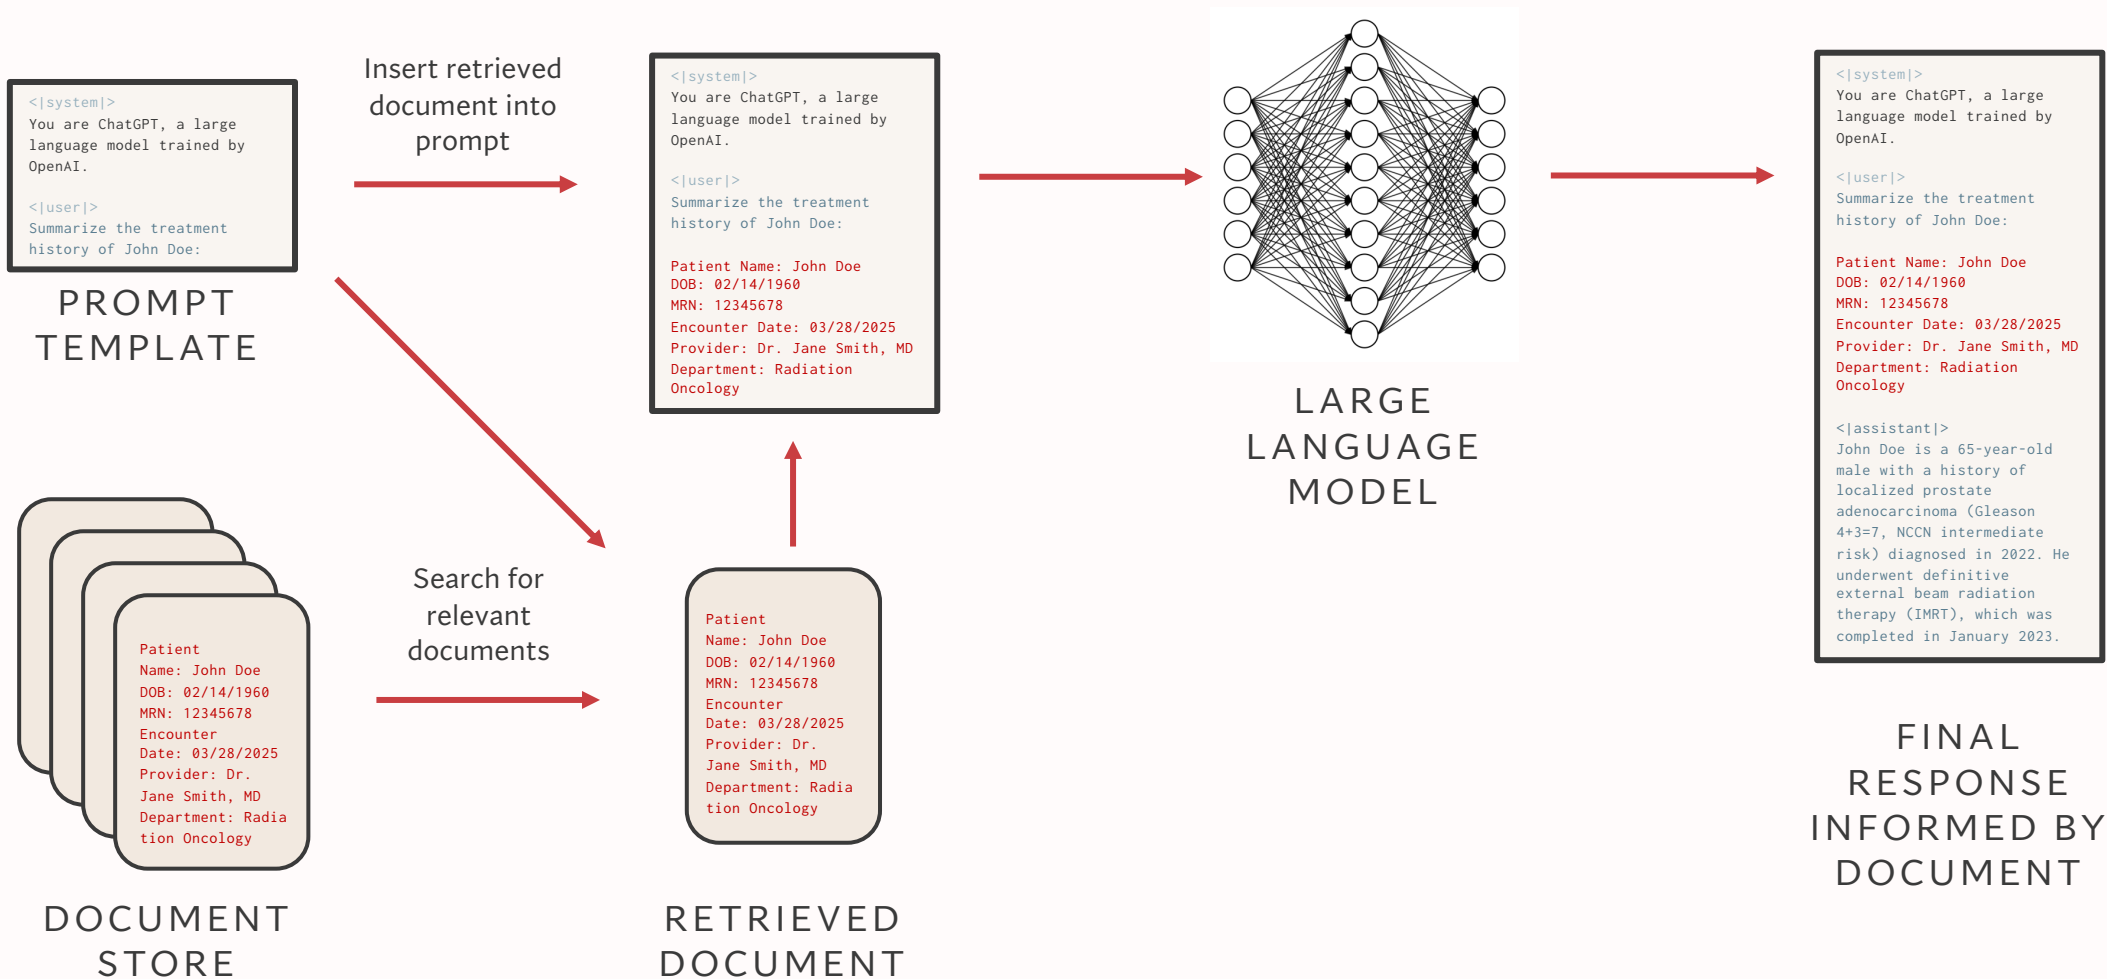 <|system|>
You are ChatGPT, a large
language model trained by
OpenAI.
<|user|>
Summarize the treatment
history of John Doe:
PROMPT
TEMPLATE
Insert retrieved
document into
prompt
<|system|>
You are ChatGPT, a large
language model trained by
OpenAI.
<|user|>
Summarize the treatment
history of John Doe:
Patient Name: John Doe
DOB: 02/14/1960
MRN: 12345678
Encounter Date: 03/28/2025
Provider: Dr. Jane Smith, MD
Department: Radiation
Oncology
LARGE
LANGUAGE
MODEL
<|system|>
You are ChatGPT, a large
language model trained by
OpenAI.
<|user|>
Summarize the treatment
history of John Doe:
Patient Name: John Doe
DOB: 02/14/1960
MRN: 12345678
Encounter Date: 03/28/2025
Provider: Dr. Jane Smith, MD
Department: Radiation
Oncology
<|assistant|>
John Doe is a 65-year-old
male with a history of
localized prostate
adenocarcinoma (Gleason
4+3=7, NCCN intermediate
risk) diagnosed in 2022. He
underwent definitive
external beam radiation
therapy (IMRT), which was
completed in January 2023.
FINAL
RESPONSE
INFORMED BY
DOCUMENT
Patient
Name: John Doe
DOB: 02/14/1960
MRN: 12345678
Encounter
Date: 03/28/2025
Provider: Dr.
Jane Smith, MD
Department: Radia
tion Oncology
DOCUMENT
STORE
Search for
relevant
documents
Patient
Name: John Doe
DOB: 02/14/1960
MRN: 12345678
Encounter
Date: 03/28/2025
Provider: Dr.
Jane Smith, MD
Department: Radia
tion Oncology
RETRIEVED
DOCUMENT